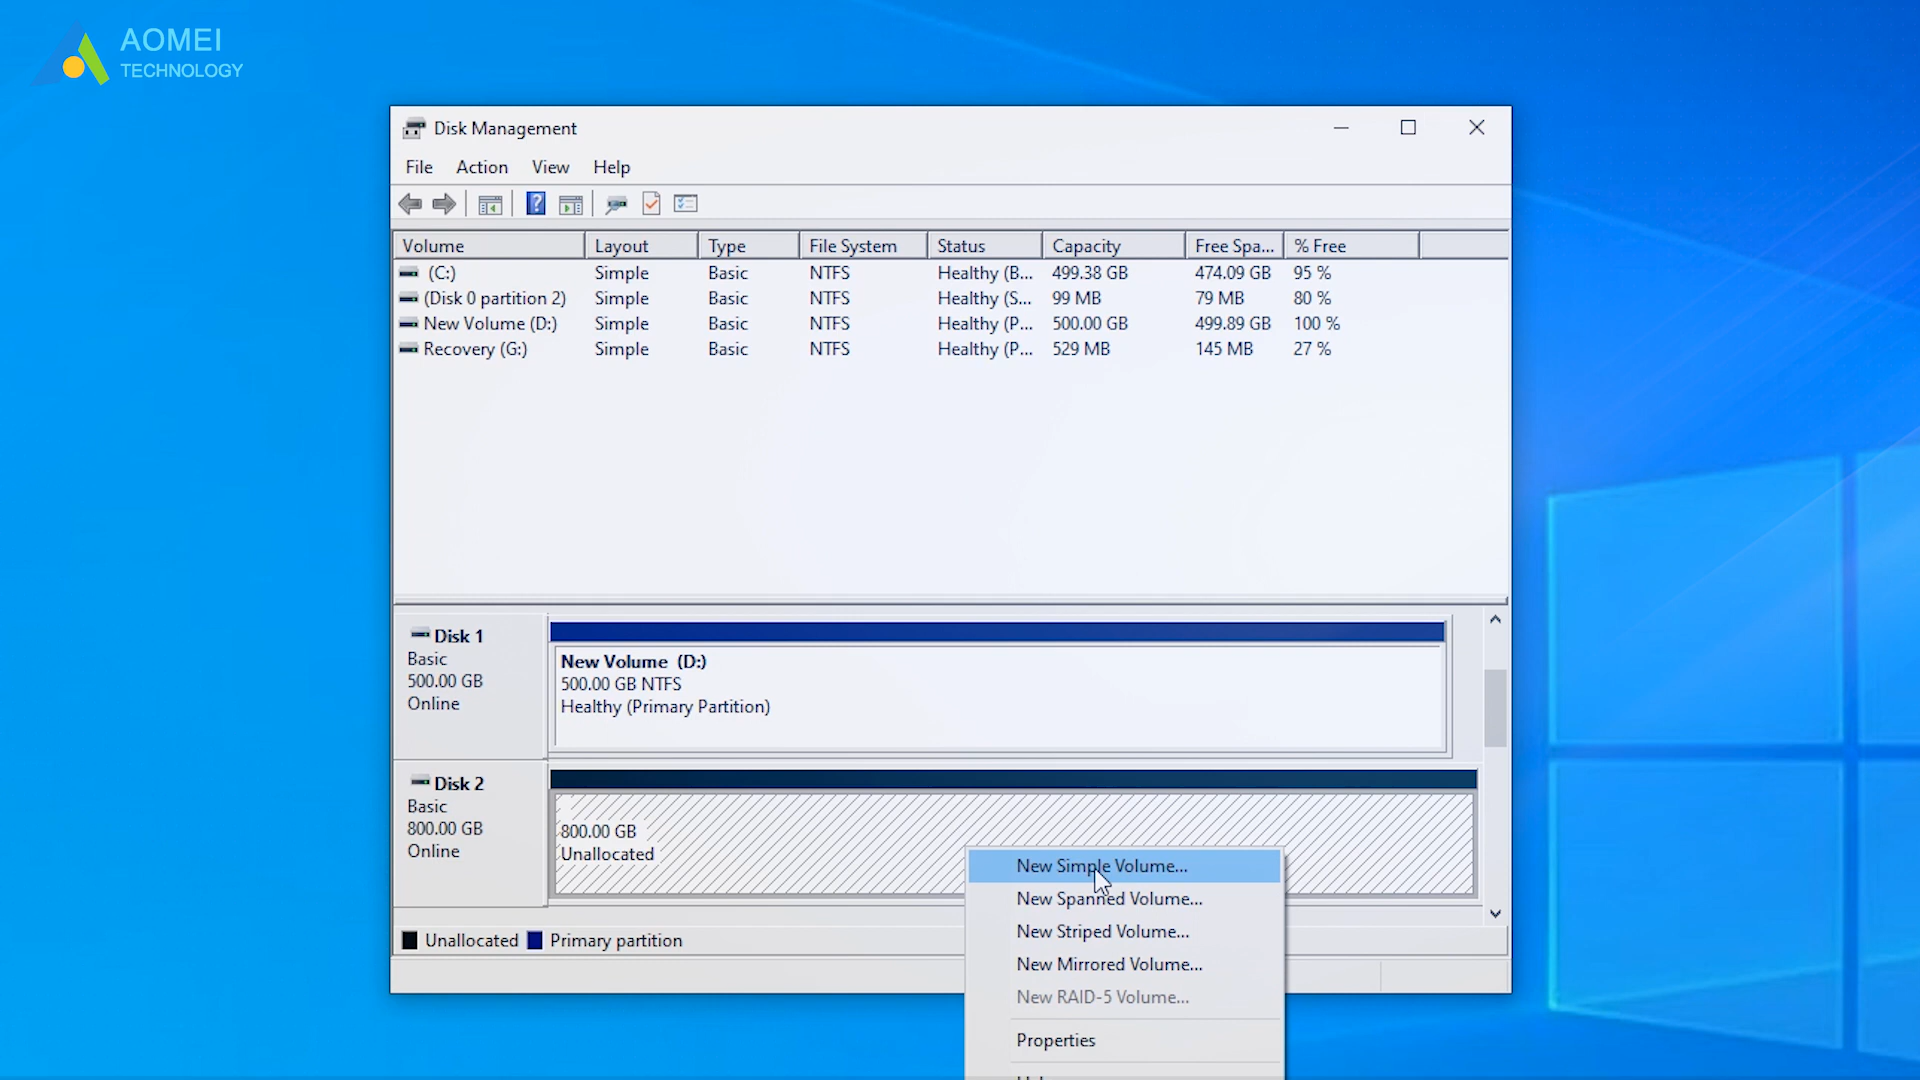 AOMEI
TECHNOLOGY
Disk Management
File Action View Help
Volume Layout Type File System Status Capacity Free Spa... % Free
(C:) Simple Basic NTFS Healthy (B... 499.38 GB 474.09 GB 95 %
(Disk 0 partition 2) Simple Basic NTFS Healthy (S... 99 MB 79 MB 80 %
New Volume (D:) Simple Basic NTFS Healthy (P... 500.00 GB 499.89 GB 100 %
Recovery (G:) Simple Basic NTFS Healthy (P... 529 MB 145 MB 27 %
Disk 1
Basic
500.00 GB
Online
New Volume (D:)
500.00 GB NTFS
Healthy (Primary Partition)
Disk 2
Basic
800.00 GB
Online
800.00 GB
Unallocated
New Simple Volume...
New Spanned Volume...
New Striped Volume...
New Mirrored Volume...
New RAID-5 Volume...
Properties
Unallocated Primary partition